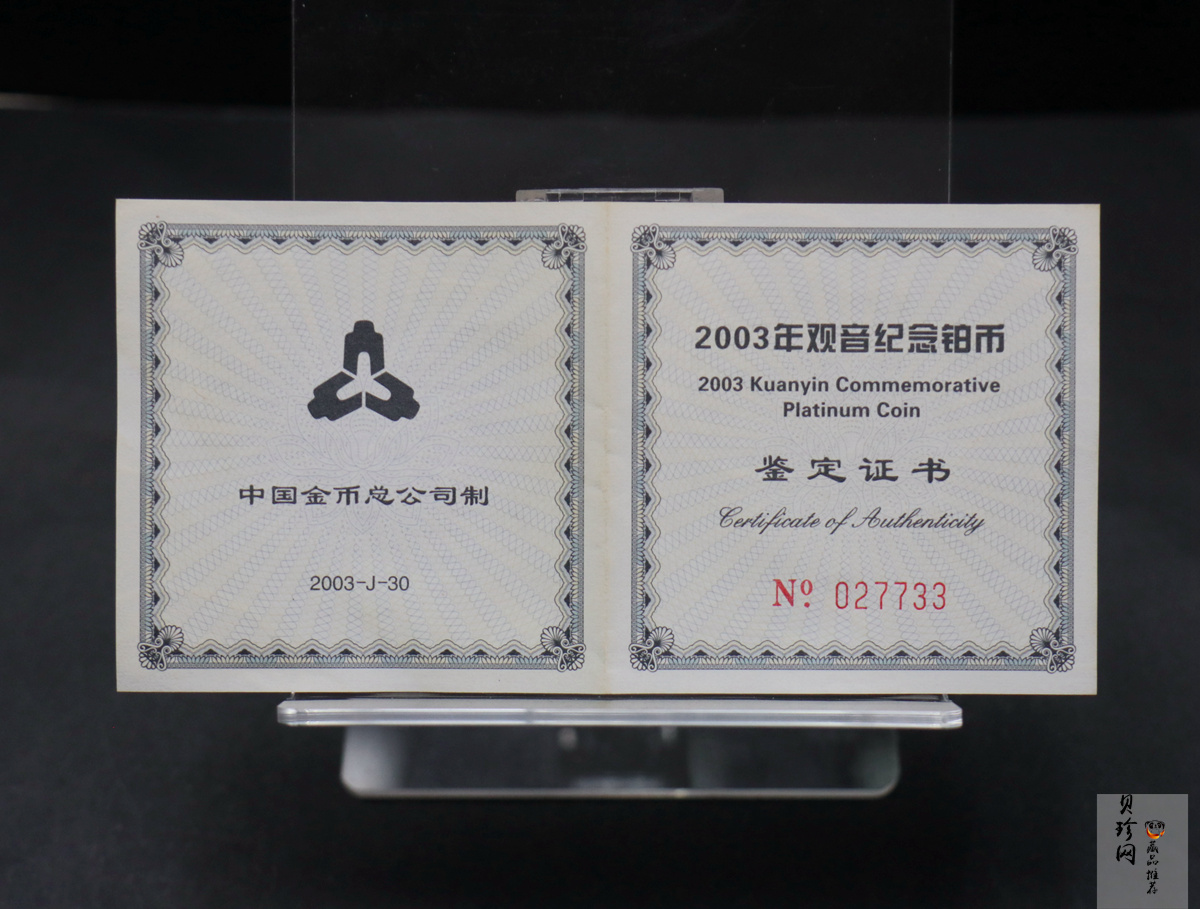 中国金币总公司制
2003-J-30
2003年观音纪念铂币
2003 Kuanyin Commemorative
Platinum Coin
鉴定证书
Certificate of Authenticity
Nº 027733
贝珍网
藏品推荐